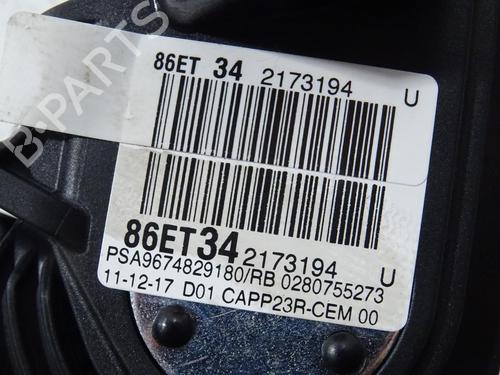 86ET 34 2173194 U
86ET34 2173194 U
PSA9674829180/RB 0280755273
11-12-17 D01 CAPP23R-CEM 00
B-PARTS